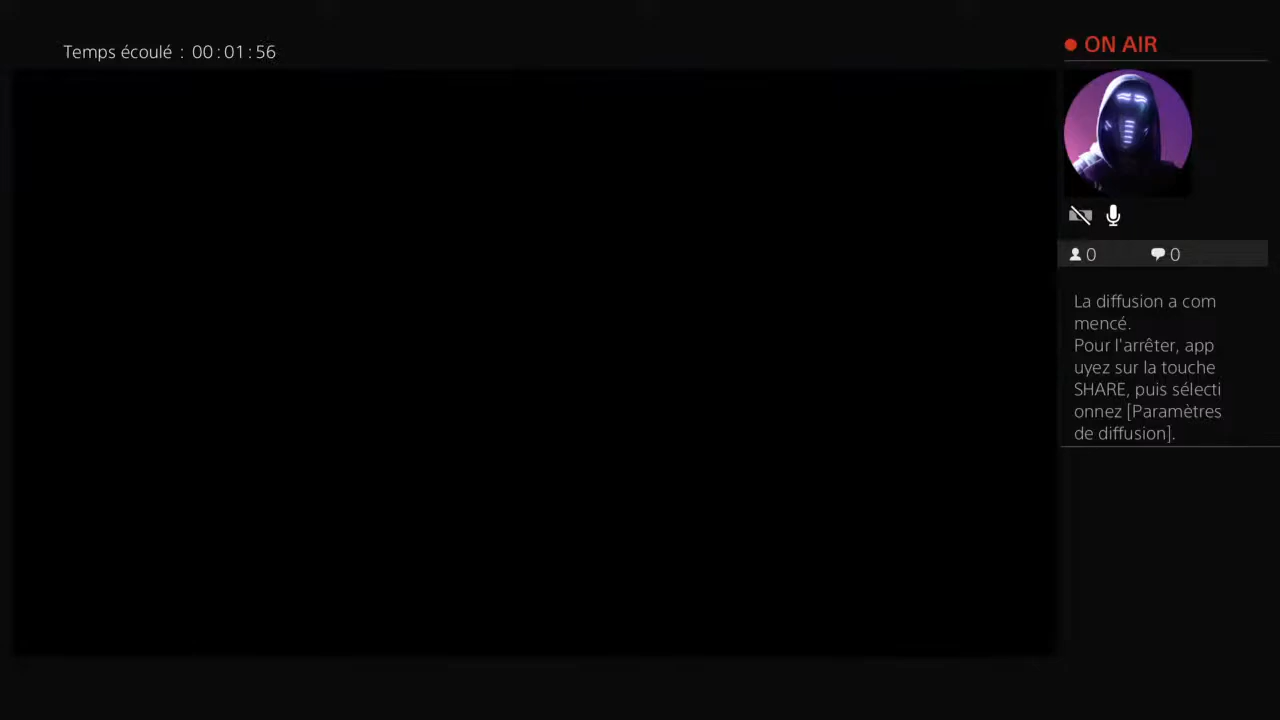 Temps écoulé : 00:01:56
ON AIR
0
0
La diffusion a com
mencé.
Pour l'arrêter, app
uyez sur la touche
SHARE, puis sélecti
onnez [Paramètres
de diffusion].